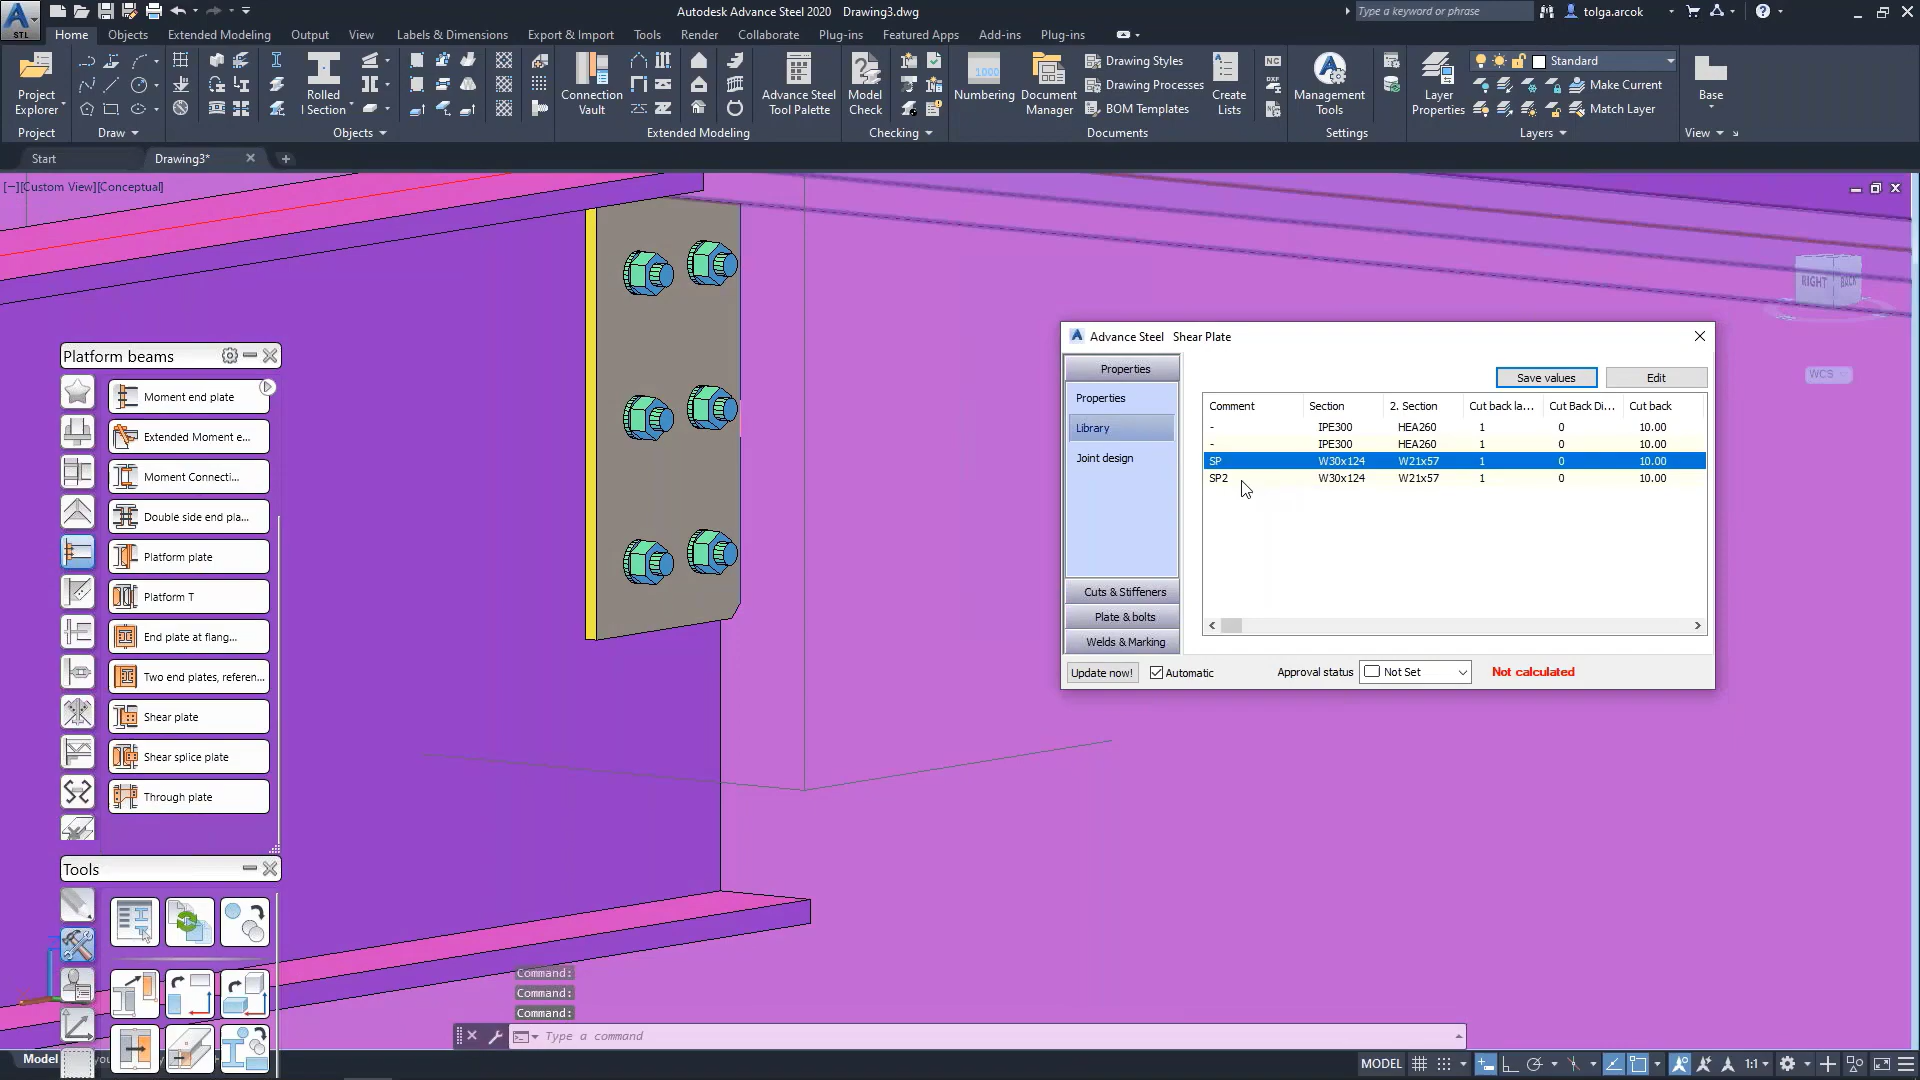 Autodesk Advance Steel 2020 Drawing3.dwg
Type a keyword or phrase
tolga.arcok
STL
Home Objects Extended Modeling Output View Labels & Dimensions Export & Import Tools Render Collaborate Plug-ins Featured Apps Add-ins Plug-ins
Project Explorer
Project
Draw
Rolled I Section
Objects
Connection Vault
Extended Modeling
Advance Steel Tool Palette
Model Check
Checking
1000
Numbering
Document Manager
Drawing Styles
Drawing Processes
BOM Templates
Create Lists
Documents
NC
DXF
Management Tools
Settings
Layer Properties
Standard
Make Current
Match Layer
Layers
Base
View
Start
Drawing3*
[−][Custom View][Conceptual]
RIGHT BACK
WCS
Platform beams
Moment end plate
Extended Moment e...
Moment Connecti...
Double side end pla...
Platform plate
Platform T
End plate at flang...
Two end plates, referen...
Shear plate
Shear splice plate
Through plate
Tools
Advance Steel Shear Plate
Properties
Properties
Library
Joint design
Cuts & Stiffeners
Plate & bolts
Welds & Marking
Save values
Edit
Comment Section 2. Section Cut back la... Cut Back Di... Cut back
- IPE300 HEA260 1 0 10.00
- IPE300 HEA260 1 0 10.00
SP W30x124 W21x57 1 0 10.00
SP2 W30x124 W21x57 1 0 10.00
Update now!
Automatic
Approval status
Not Set
Not calculated
Command:
Command:
Command:
Type a command
Model
MODEL
1:1